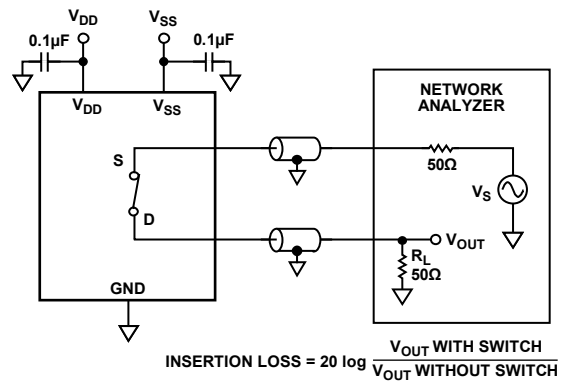 V_DD V_SS
0.1µF 0.1µF
V_DD V_SS
NETWORK
ANALYZER
S
50Ω
V_S
D
V_OUT
R_L
50Ω
GND
INSERTION LOSS = 20 log V_OUT WITH SWITCH
V_OUT WITHOUT SWITCH